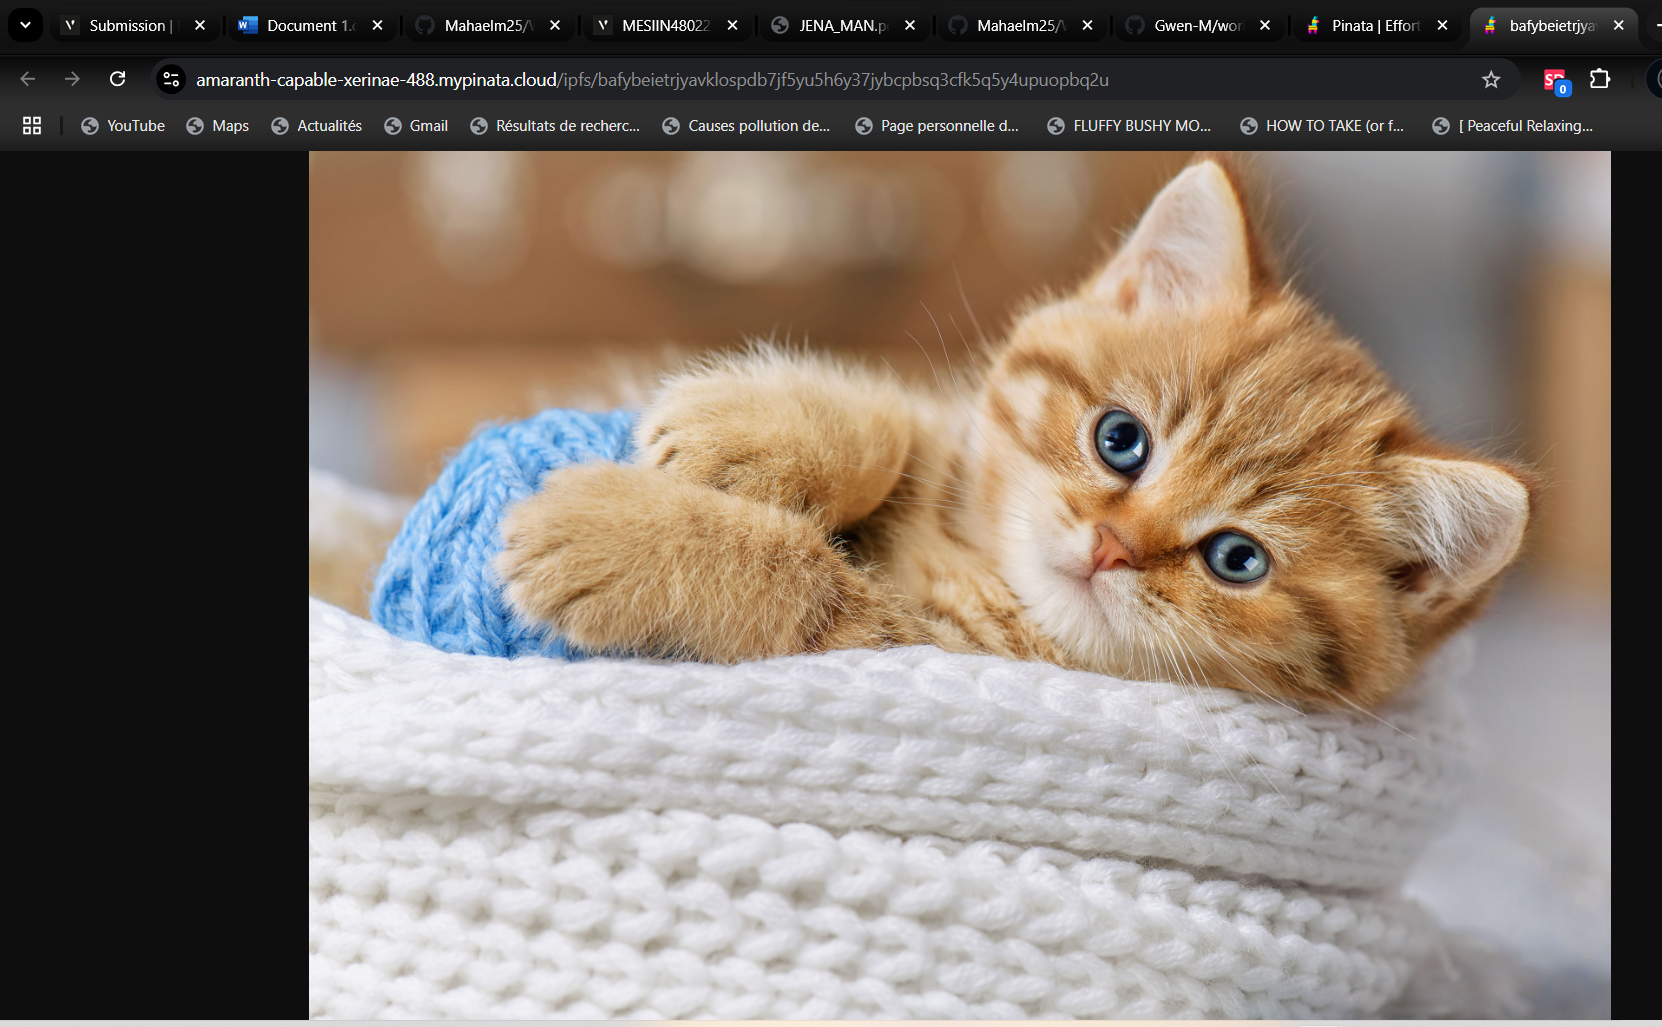 Submission |
Document 1.
Mahaelm25/
MESIIN48022
JENA_MAN.p
Mahaelm25/
Gwen-M/wor
Pinata | Effort
bafybeietrjya
amaranth-capable-xerinae-488.mypinata.cloud/ipfs/bafybeietrjyavklospdb7jf5yu5h6y37jybcpbsq3cfk5q5y4upuopbq2u
0
YouTube
Maps
Actualités
Gmail
Résultats de recherc...
Causes pollution de...
Page personnelle d...
FLUFFY BUSHY MO...
HOW TO TAKE (or f...
[ Peaceful Relaxing...